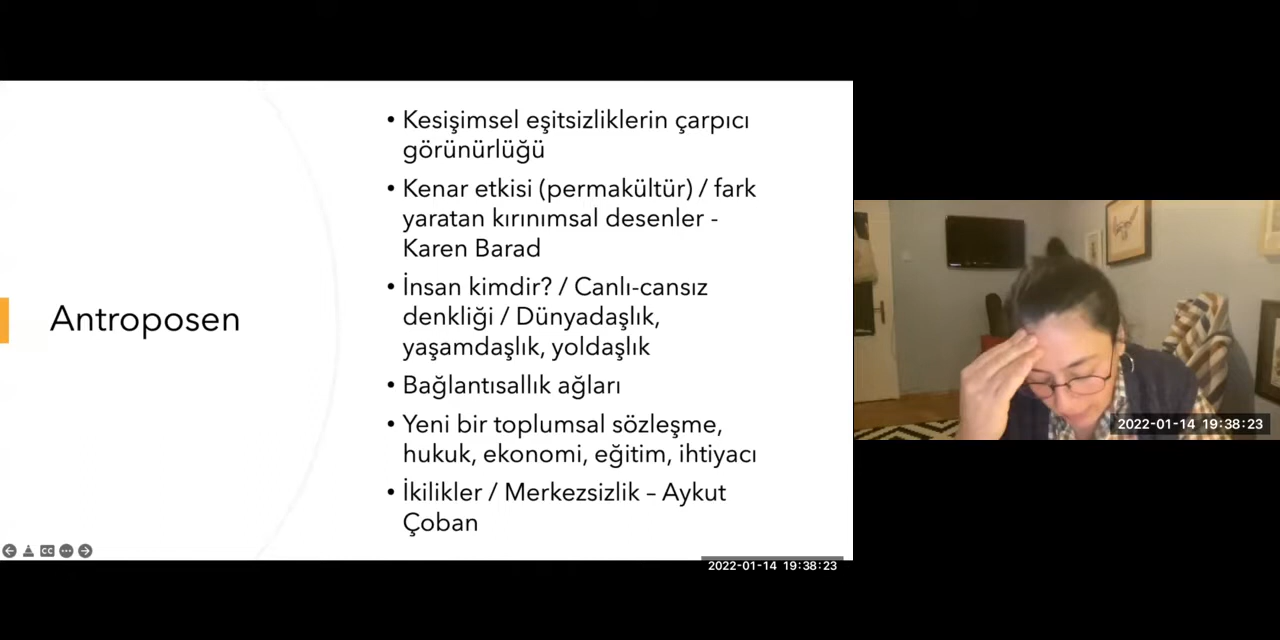 Antroposen
• Kesişimsel eşitsizliklerin çarpıcı
görünürlüğü
• Kenar etkisi (permakültür) / fark
yaratan kırınımsal desenler -
Karen Barad
• İnsan kimdir? / Canlı-cansız
denkliği / Dünyadaşlık,
yaşamdaşlık, yoldaşlık
• Bağlantısallık ağları
• Yeni bir toplumsal sözleşme,
hukuk, ekonomi, eğitim, ihtiyacı
• İkilikler / Merkezsizlik – Aykut
Çoban
CC
2022-01-14 19:38:23
2022-01-14 19:38:23